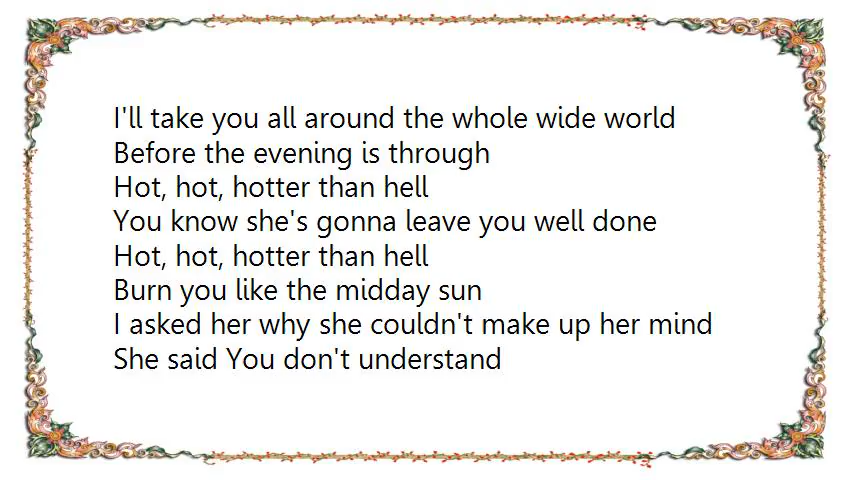 I'll take you all around the whole wide world
Before the evening is through
Hot, hot, hotter than hell
You know she's gonna leave you well done
Hot, hot, hotter than hell
Burn you like the midday sun
I asked her why she couldn't make up her mind
She said You don't understand